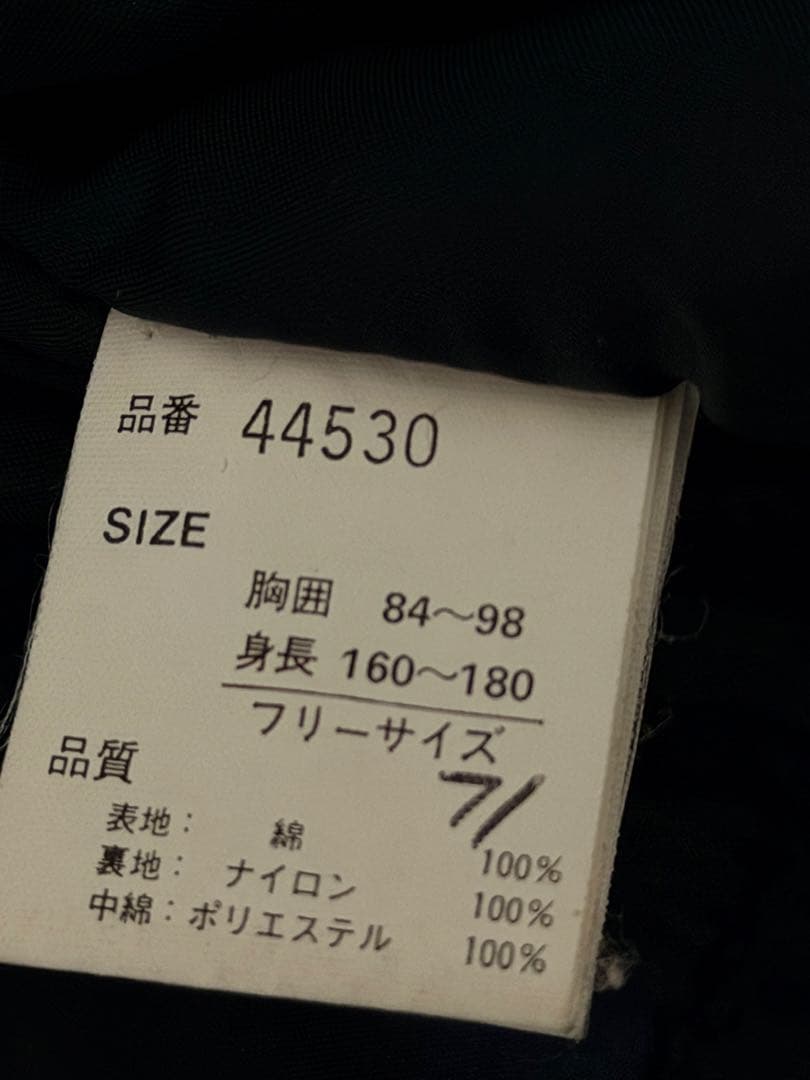 品番 44530
SIZE
胸囲 84～98
身長 160～180
フリーサイズ
品質
表地： 綿 100%
裏地： ナイロン 100%
中綿：ポリエステル 100%